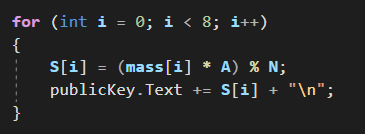 for (int i = 0; i < 8; i++)
{
    S[i] = (mass[i] * A) % N;
    publicKey.Text += S[i] + "\n";
}